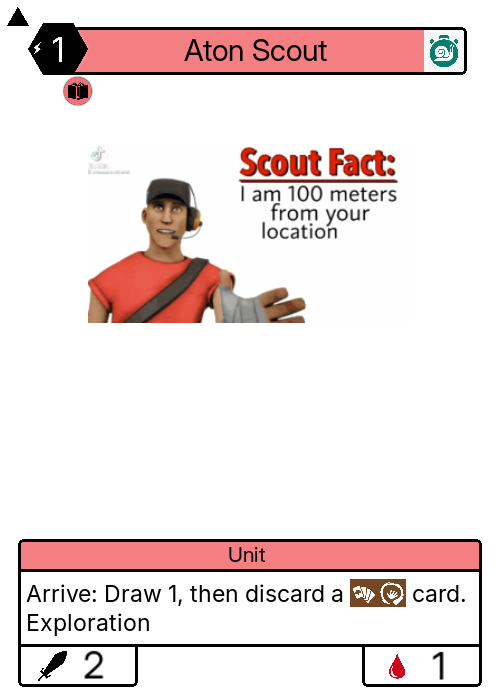 1
Aton Scout
Scout Fact:
I am 100 meters
from your
location
Unit
Arrive: Draw 1, then discard a card.
Exploration
2
1